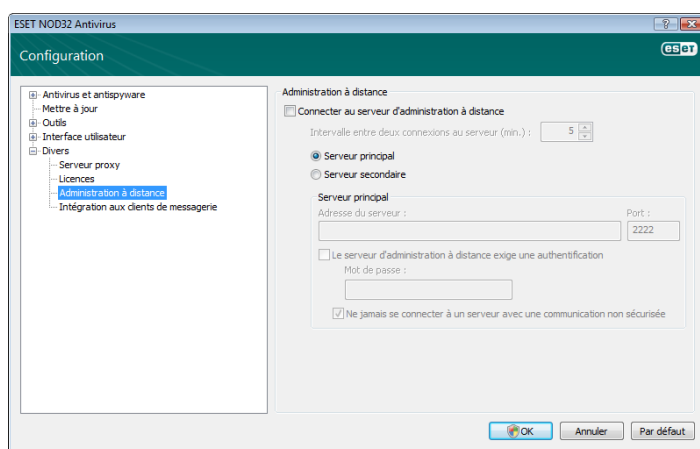 ESET NOD32 Antivirus
Configuration
eseT
Antivirus et antispyware
Mettre à jour
Outils
Interface utilisateur
Divers
Serveur proxy
Licences
Administration à distance
Intégration aux clients de messagerie
Administration à distance
Connecter au serveur d'administration à distance
Intervalle entre deux connexions au serveur (min.) : 5
Serveur principal
Serveur secondaire
Serveur principal
Adresse du serveur : Port :
2222
Le serveur d'administration à distance exige une authentification
Mot de passe :
Ne jamais se connecter à un serveur avec une communication non sécurisée
OK Annuler Par défaut